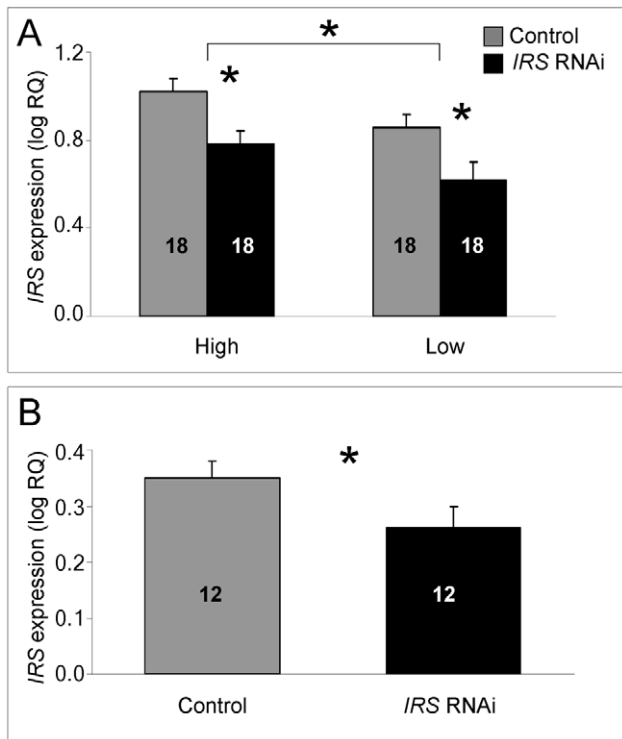 A
*
Control
IRS RNAi
IRS expression (log RQ)
1.2
0.8
0.4
0.0
*
*
18
18
18
18
High
Low
B
IRS expression (log RQ)
0.4
0.3
0.2
0.1
0.0
*
12
12
Control
IRS RNAi